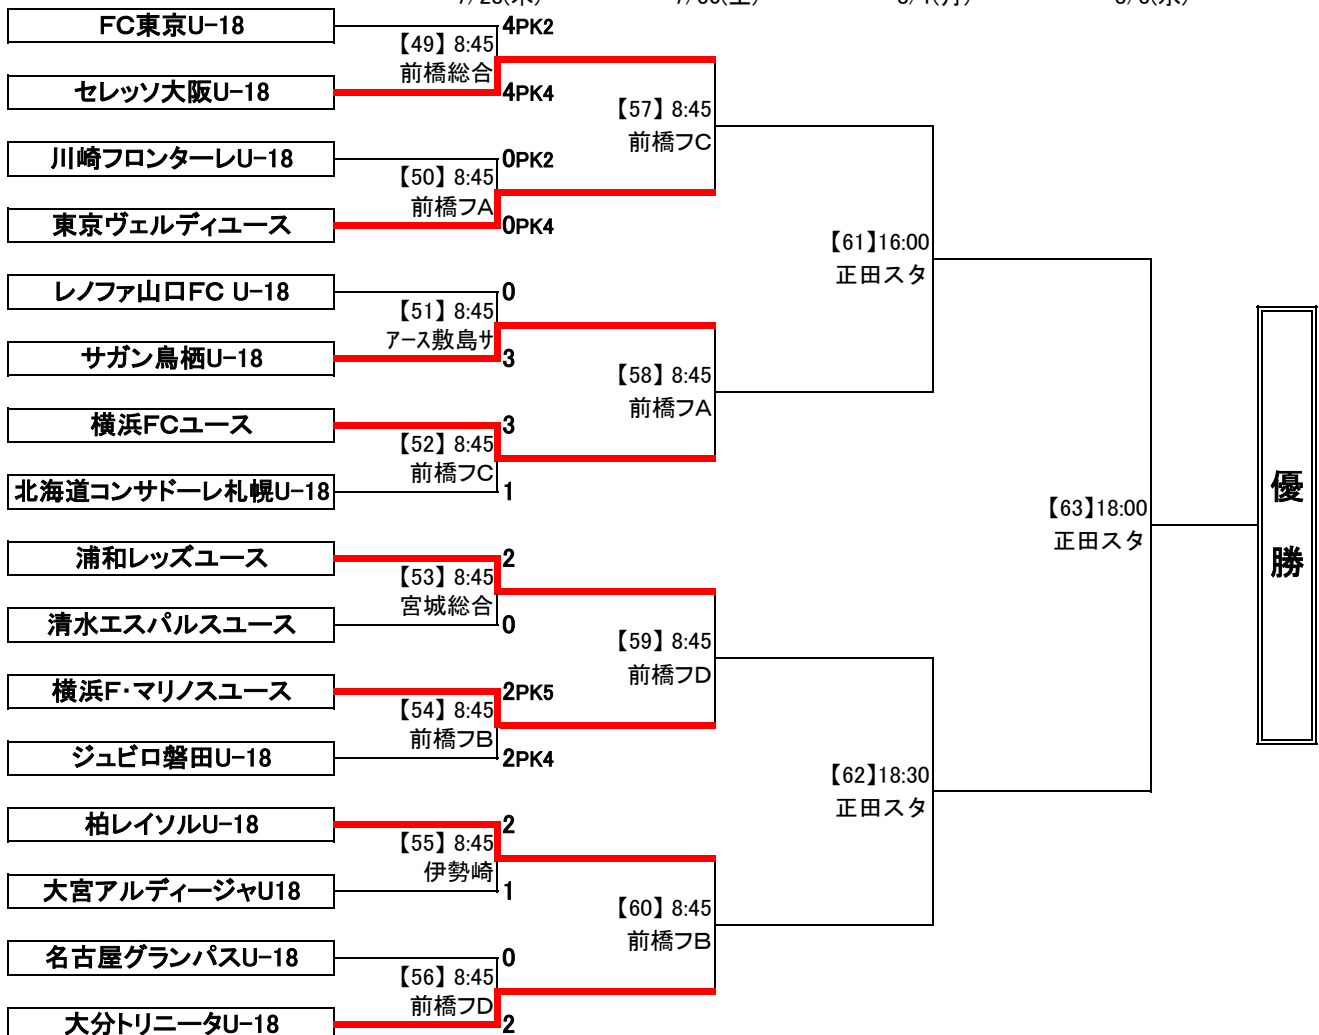 FC東京U-18
4PK2
【49】 8:45
前橋総合
セレッソ大阪U-18
4PK4
【57】 8:45
前橋フC
川崎フロンターレU-18
0PK2
【50】 8:45
前橋フA
東京ヴェルディユース
0PK4
【61】16:00
正田スタ
レノファ山口FC U-18
0
【51】 8:45
アース敷島サ
サガン鳥栖U-18
3
【58】 8:45
前橋フA
横浜FCユース
3
【52】 8:45
前橋フC
北海道コンサドーレ札幌U-18
1
【63】18:00
正田スタ
優
勝
浦和レッズユース
2
【53】 8:45
宮城総合
清水エスパルスユース
0
【59】 8:45
前橋フD
横浜F・マリノスユース
2PK5
【54】 8:45
前橋フB
ジュビロ磐田U-18
2PK4
【62】18:30
正田スタ
柏レイソルU-18
2
【55】 8:45
伊勢崎
大宮アルディージャU18
1
【60】 8:45
前橋フB
名古屋グランパスU-18
0
【56】 8:45
前橋フD
大分トリニータU-18
2